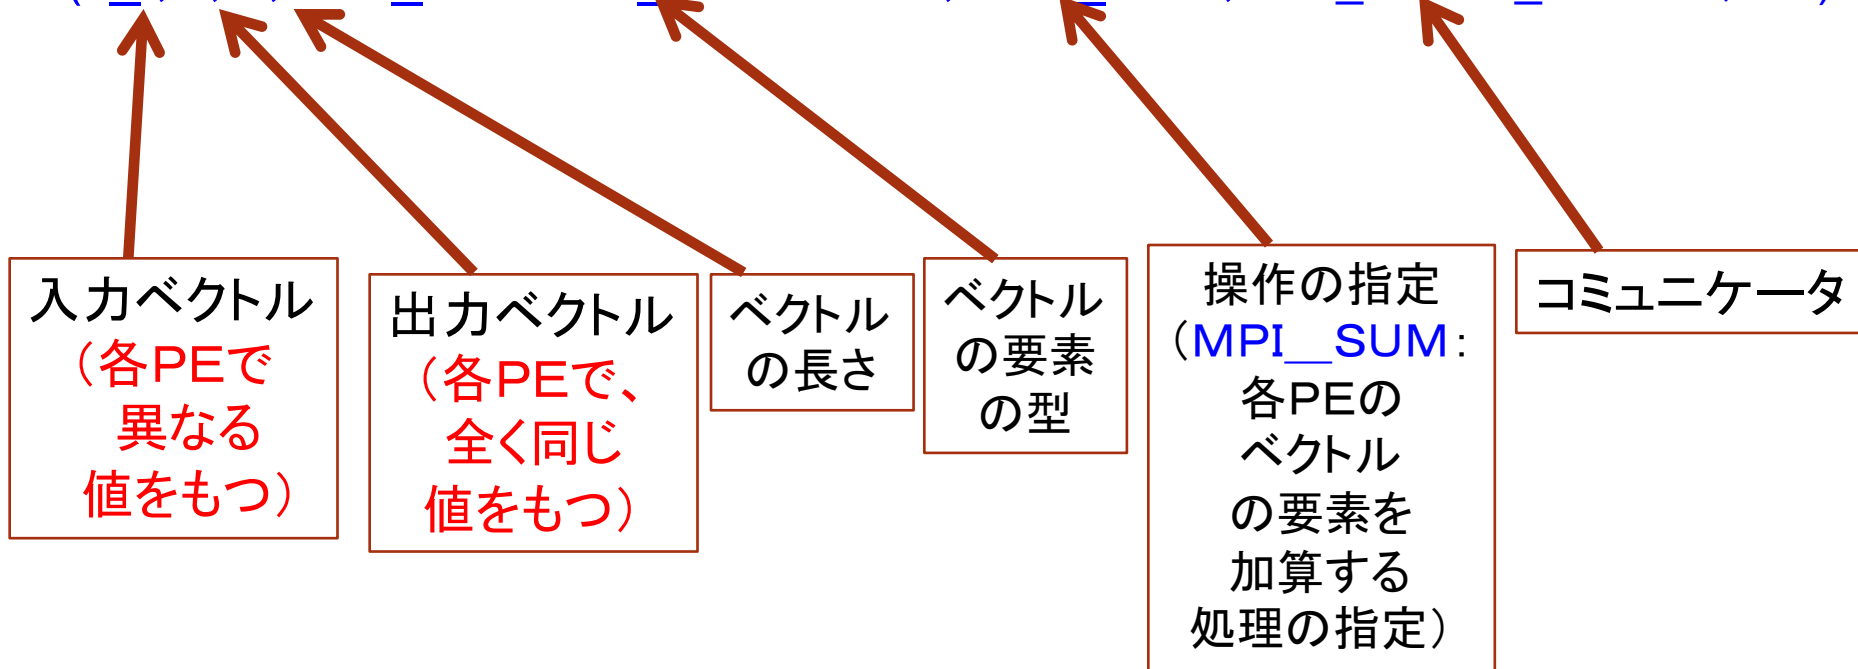 入力ベクトル
（各PEで
異なる
値をもつ）
出力ベクトル
（各PEで、
全く同じ
値をもつ）
ベクトル
の長さ
ベクトル
の要素
の型
操作の指定
（MPI＿SUM：
各PEの
ベクトル
の要素を
加算する
処理の指定）
コミュニケータ